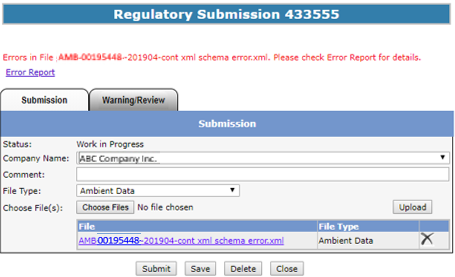 Regulatory Submission 433555
Errors in File :AMB-00195448--201904-cont xml schema error.xml. Please check Error Report for details.
Error Report
Submission Warning/Review
Submission
Status: Work in Progress
Company Name: ABC Company Inc.
Comment:
File Type: Ambient Data
Choose File(s): Choose Files No file chosen Upload
File File Type
AMB-00195448--201904-cont xml schema error.xml Ambient Data
Submit Save Delete Close